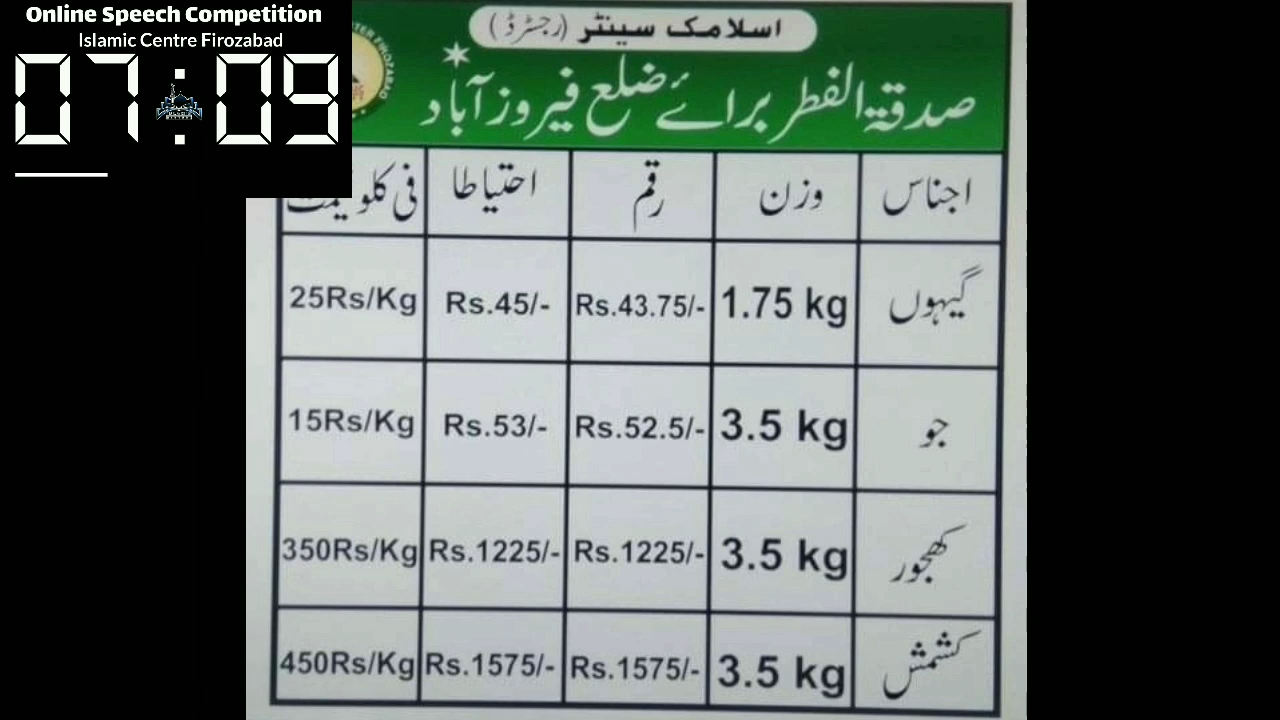 Online Speech Competition
Islamic Centre Firozabad
07:09
اسلامک سینٹر (رجسٹرڈ)
صدقۃ الفطر برائے ضلع فیروز آباد
اجناس وزن رقم احتیاطا فی کلو قیمت
گیہوں 1.75 kg Rs.43.75/- Rs.45/- 25Rs/Kg
جو 3.5 kg Rs.52.5/- Rs.53/- 15Rs/Kg
کھجور 3.5 kg Rs.1225/- Rs.1225/- 350Rs/Kg
کشمش 3.5 kg Rs.1575/- Rs.1575/- 450Rs/Kg